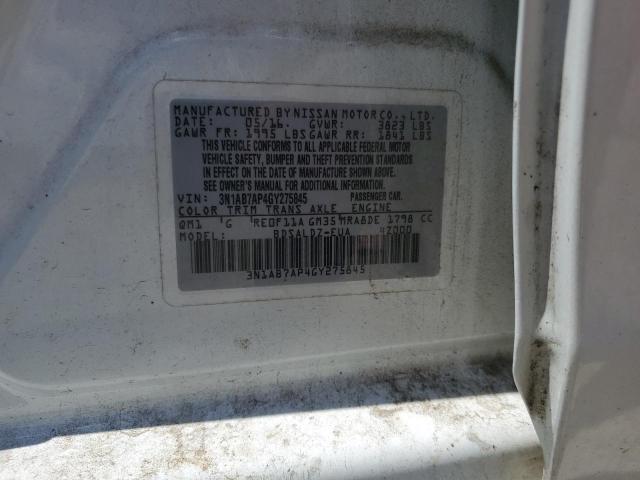 MANUFACTURED BY NISSAN MOTOR CO., LTD.
DATE: 05/16 GVWR: 3823 LBS
GAWR FR: 1995 LBS GAWR RR: 1841 LBS
THIS VEHICLE CONFORMS TO ALL APPLICABLE FEDERAL MOTOR
VEHICLE SAFETY, BUMPER AND THEFT PREVENTION STANDARDS
IN EFFECT ON THE DATE OF MANUFACTURE SHOWN ABOVE.
SEE OWNER'S MANUAL FOR ADDITIONAL INFORMATION.
VIN: 3N1AB7AP4GY275845 PASSENGER CAR.
COLOR TRIM TRANS AXLE ENGINE
QM1 G RE0F11A GM35 MRA8DE 1798 CC
BDSALDZ-EUA 4Z000
3N1AB7AP4GY275845